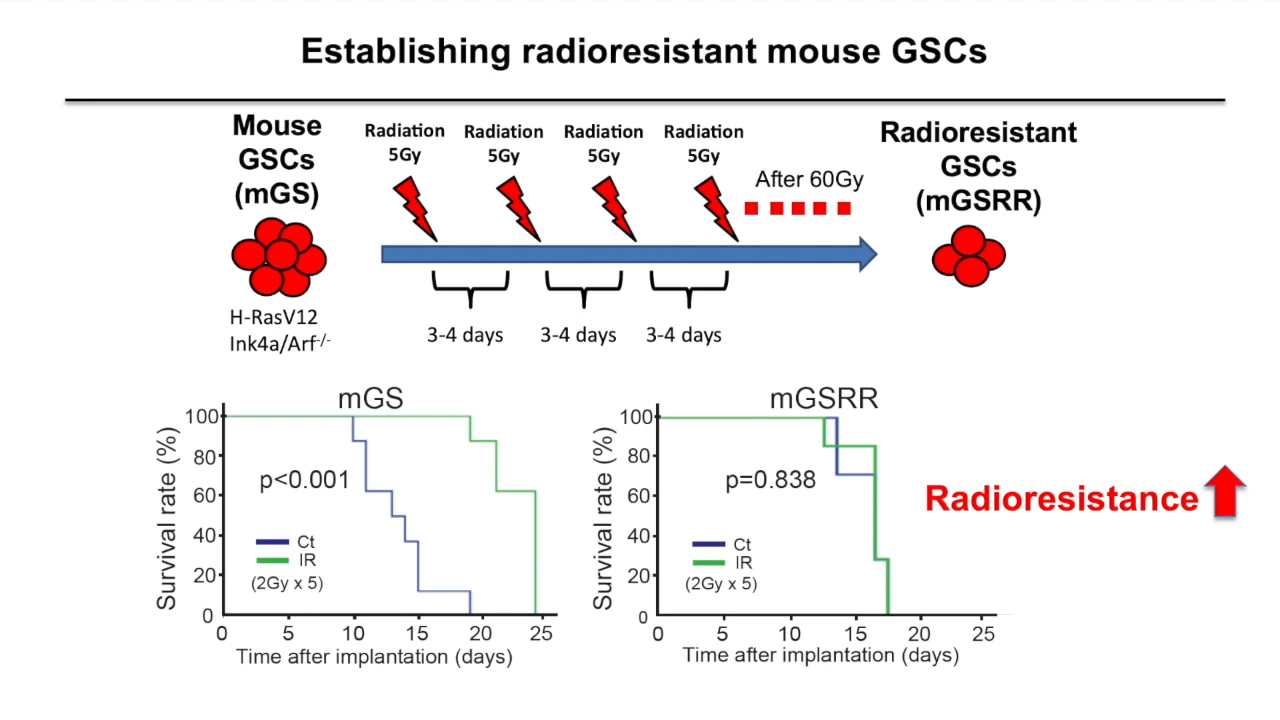 Establishing radioresistant mouse GSCs
Mouse
GSCs
(mGS)
H-RasV12
Ink4a/Arf-/-
Radiation
5Gy
Radiation
5Gy
Radiation
5Gy
Radiation
5Gy
After 60Gy
3-4 days
3-4 days
3-4 days
Radioresistant
GSCs
(mGSRR)
mGS
Survival rate (%)
100
80
60
40
20
0
p<0.001
Ct
IR
(2Gy x 5)
0 5 10 15 20 25
Time after implantation (days)
mGSRR
Survival rate (%)
100
80
60
40
20
0
p=0.838
Ct
IR
(2Gy x 5)
0 5 10 15 20 25
Time after implantation (days)
Radioresistance